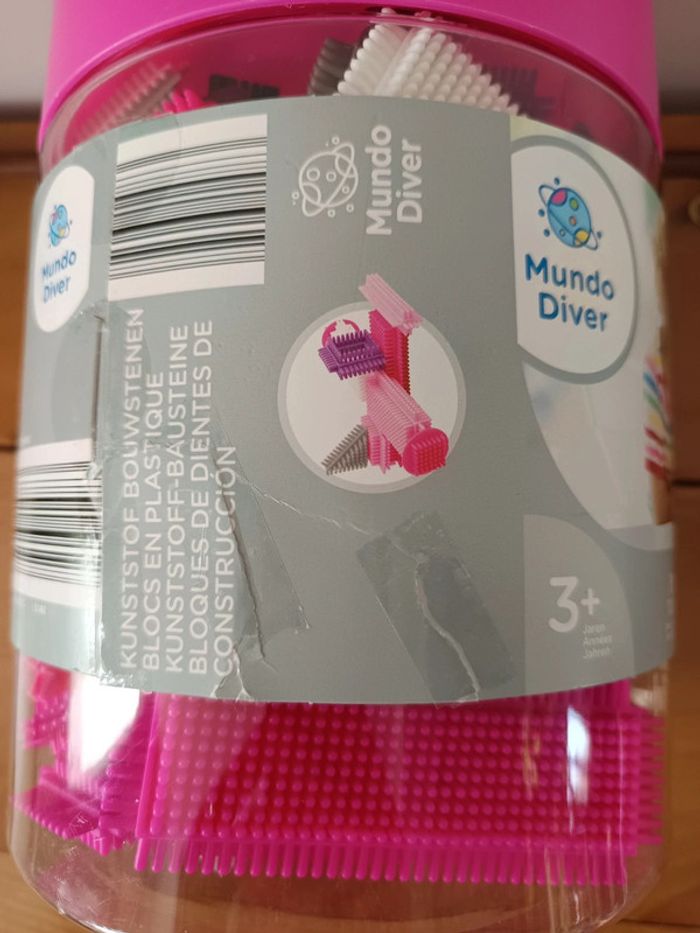 Mundo
Diver
KUNSTSTOF BOUWSTENEN
BLOCS EN PLASTIQUE
KUNSTSTOFF-BAUSTEINE
BLOQUES DE DIENTES DE
CONSTRUCCIÓN
Mundo
Diver
Mundo
Diver
3+
Jaren
Années
Jahren